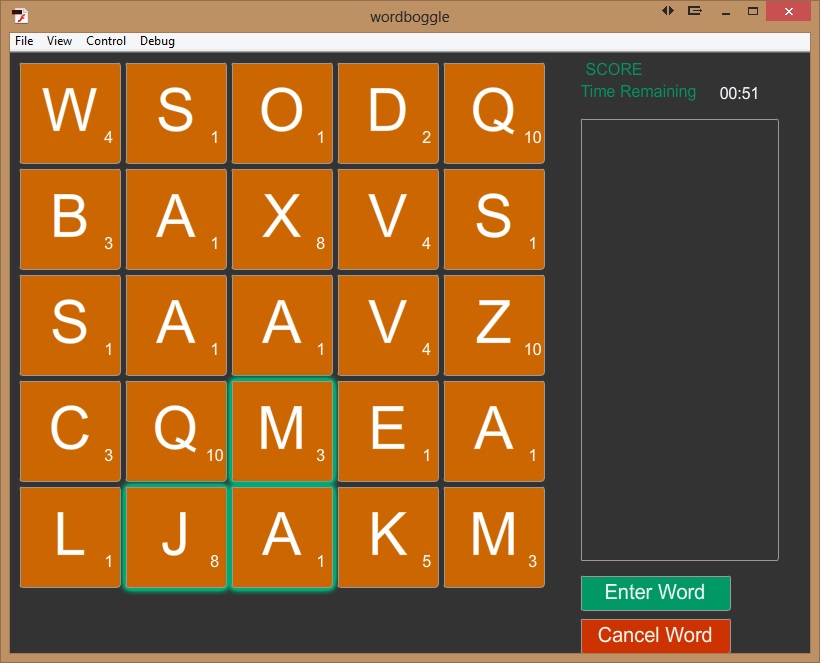 wordboggle
File View Control Debug
SCORE
Time Remaining 00:51
W 4 S 1 O 1 D 2 Q 10
B 3 A 1 X 8 V 4 S 1
S 1 A 1 A 1 V 4 Z 10
C 3 Q 10 M 3 E 1 A 1
L 1 J 8 A 1 K 5 M 3
Enter Word
Cancel Word